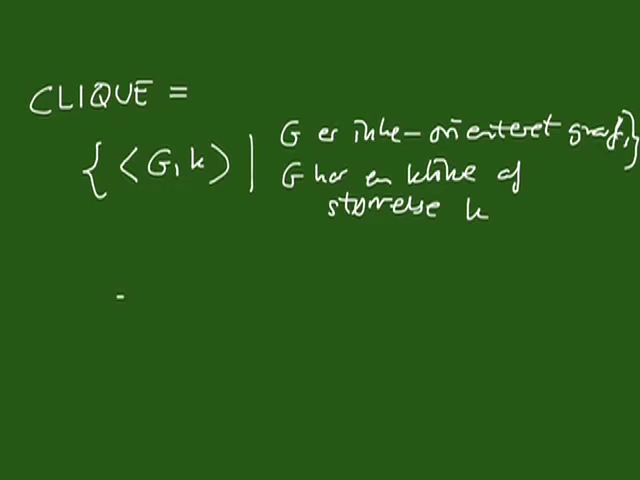 CLIQUE =
{ <G, k> | G er ikke-orienteret graf, }
G har en klike af
størrelse k